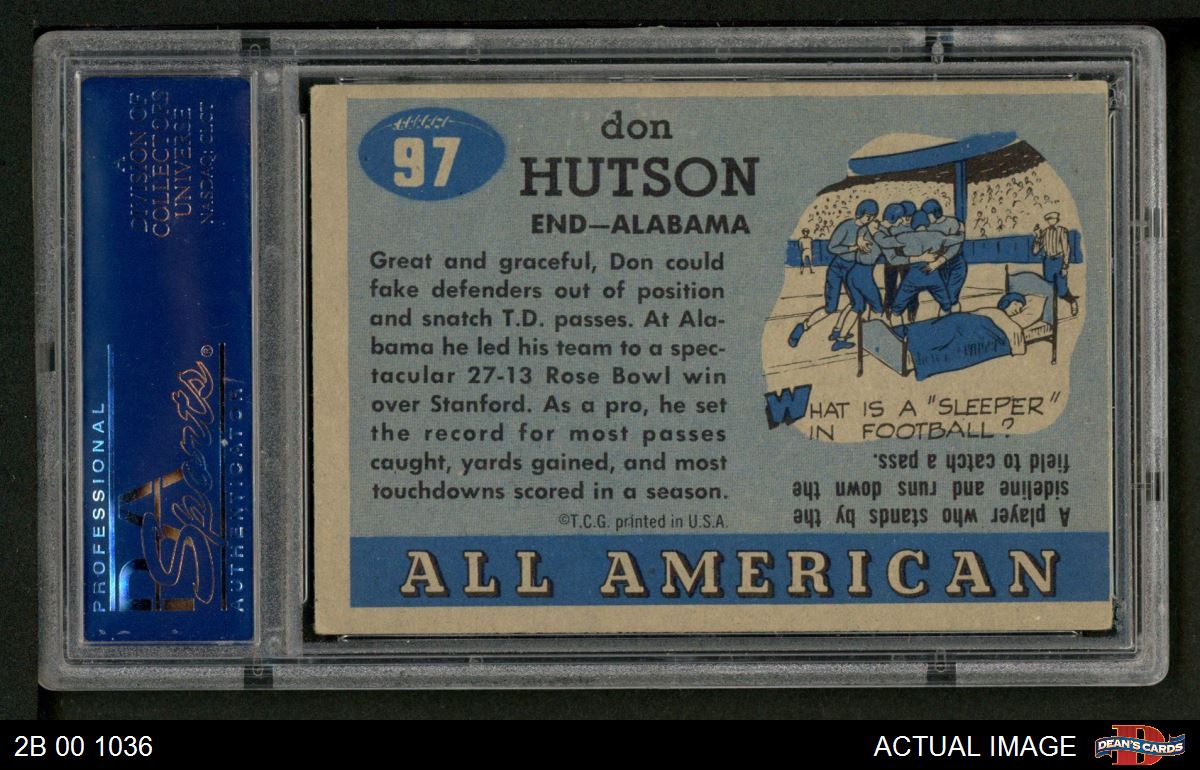 DIVISION OF
COLLECTORS
UNIVERSE
NASDAQ: CLCT
PROFESSIONAL
PSA
Sports®
AUTHENTICATOR
97
don
HUTSON
END—ALABAMA
Great and graceful, Don could
fake defenders out of position
and snatch T.D. passes. At Ala-
bama he led his team to a spec-
tacular 27-13 Rose Bowl win
over Stanford. As a pro, he set
the record for most passes
caught, yards gained, and most
touchdowns scored in a season.
©T.C.G. printed in U.S.A.
WHAT IS A "SLEEPER"
IN FOOTBALL?
A player who stands by the
sideline and runs down the
field to catch a pass.
ALL AMERICAN
2B 00 1036
ACTUAL IMAGE
D
DEAN'S CARDS